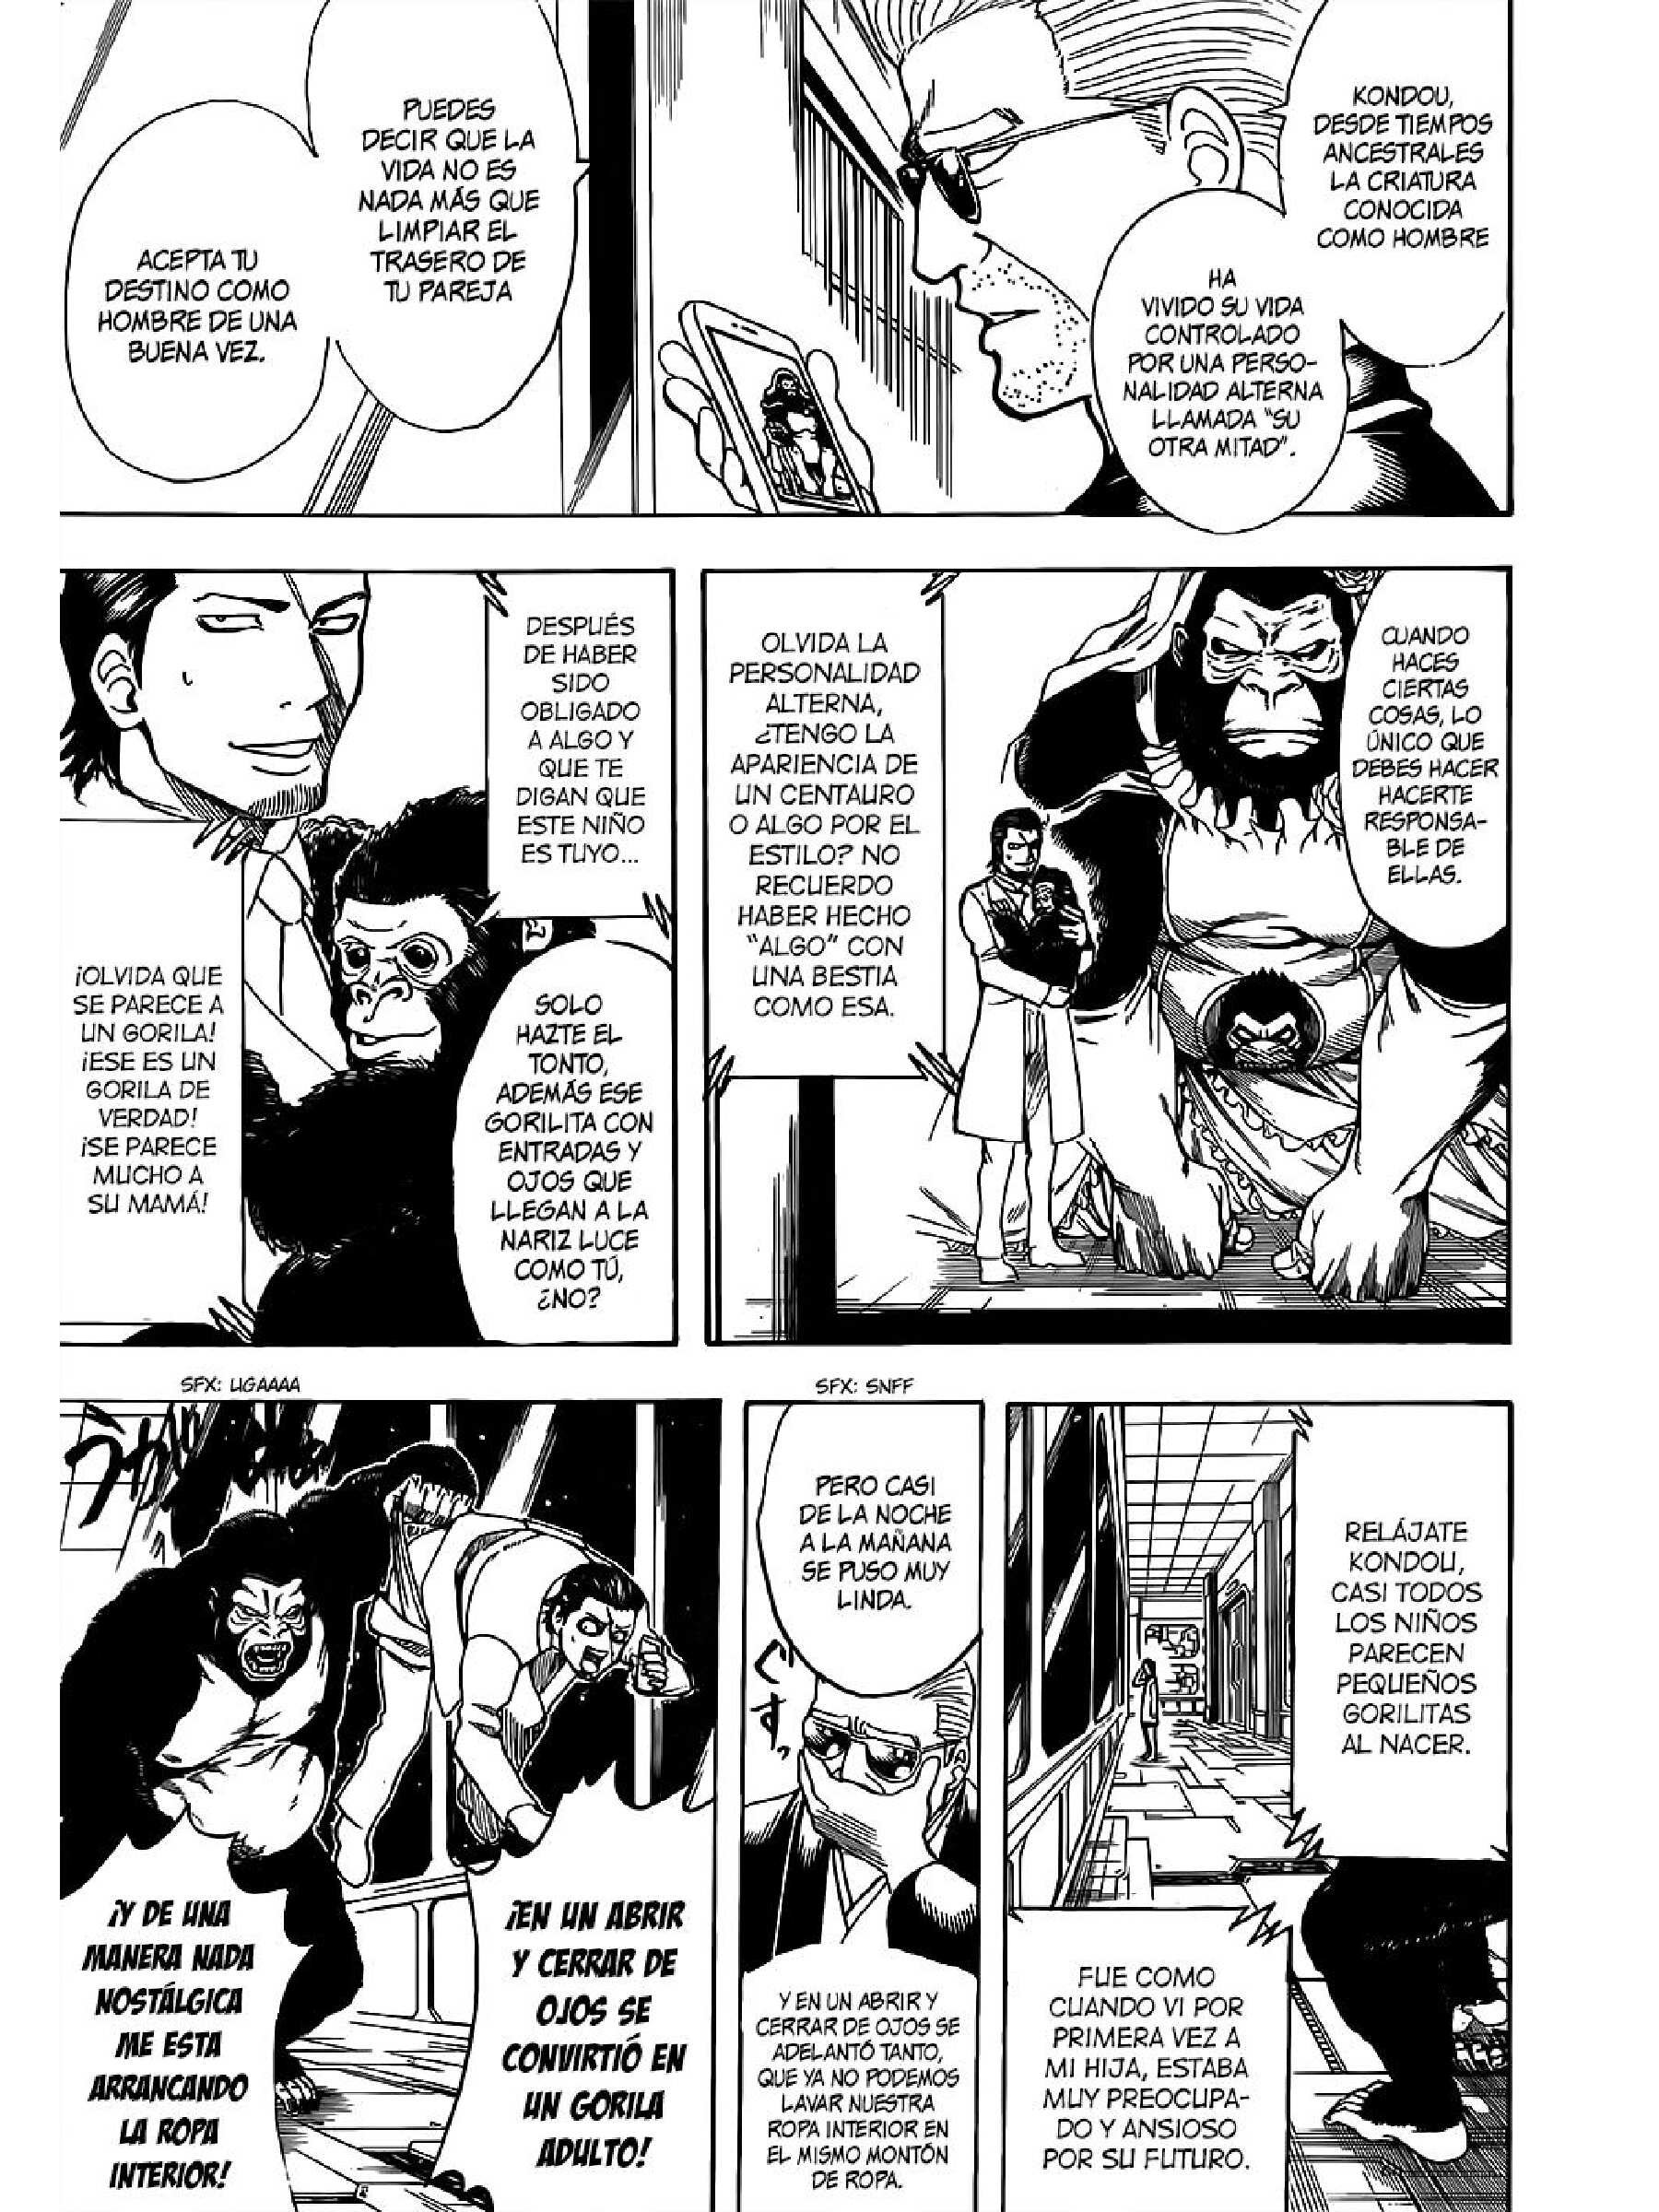 KONDOU,
DESDE TIEMPOS
ANCESTRALES
LA CRIATURA
CONOCIDA
COMO HOMBRE
HA
VIVIDO SU VIDA
CONTROLADO
POR UNA PERSO-
NALIDAD ALTERNA
LLAMADA "SU
OTRA MITAD".
PUEDES
DECIR QUE LA
VIDA NO ES
NADA MÁS QUE
LIMPIAR EL
TRASERO DE
TU PAREJA
ACEPTA TU
DESTINO COMO
HOMBRE DE UNA
BUENA VEZ.
CUANDO
HACES
CIERTAS
COSAS, LO
ÚNICO QUE
DEBES HACER
HACERTE
RESPONSA-
BLE DE
ELLAS.
OLVIDA LA
PERSONALIDAD
ALTERNA,
¿TENGO LA
APARIENCIA DE
UN CENTAURO
O ALGO POR EL
ESTILO? NO
RECUERDO
HABER HECHO
"ALGO" CON
UNA BESTIA
COMO ESA.
DESPUÉS
DE HABER
SIDO
OBLIGADO
A ALGO Y
QUE TE
DIGAN QUE
ESTE NIÑO
ES TUYO...
SOLO
HAZTE EL
TONTO,
ADEMÁS ESE
GORILITA CON
ENTRADAS Y
OJOS QUE
LLEGAN A LA
NARIZ LUCE
COMO TÚ,
¿NO?
¡OLVIDA QUE
SE PARECE A
UN GORILA!
¡ESE ES UN
GORILA DE
VERDAD!
¡SE PARECE
MUCHO A
SU MAMÁ!
RELÁJATE
KONDOU,
CASI TODOS
LOS NIÑOS
PARECEN
PEQUEÑOS
GORILITAS
AL NACER.
FUE COMO
CUANDO VI POR
PRIMERA VEZ A
MI HIJA, ESTABA
MUY PREOCUPA-
DO Y ANSIOSO
POR SU FUTURO.
SFX: SNFF
PERO CASI
DE LA NOCHE
A LA MAÑANA
SE PUSO MUY
LINDA.
ぐすっ
Y EN UN ABRIR Y
CERRAR DE OJOS SE
ADELANTÓ TANTO,
QUE YA NO PODEMOS
LAVAR NUESTRA
ROPA INTERIOR EN
EL MISMO MONTÓN
DE ROPA.
SFX: UGAAAA
¡EN UN ABRIR
Y CERRAR DE
OJOS SE
CONVIRTIÓ EN
UN GORILA
ADULTO!
¡Y DE UNA
MANERA NADA
NOSTÁLGICA
ME ESTA
ARRANCANDO
LA ROPA
INTERIOR!